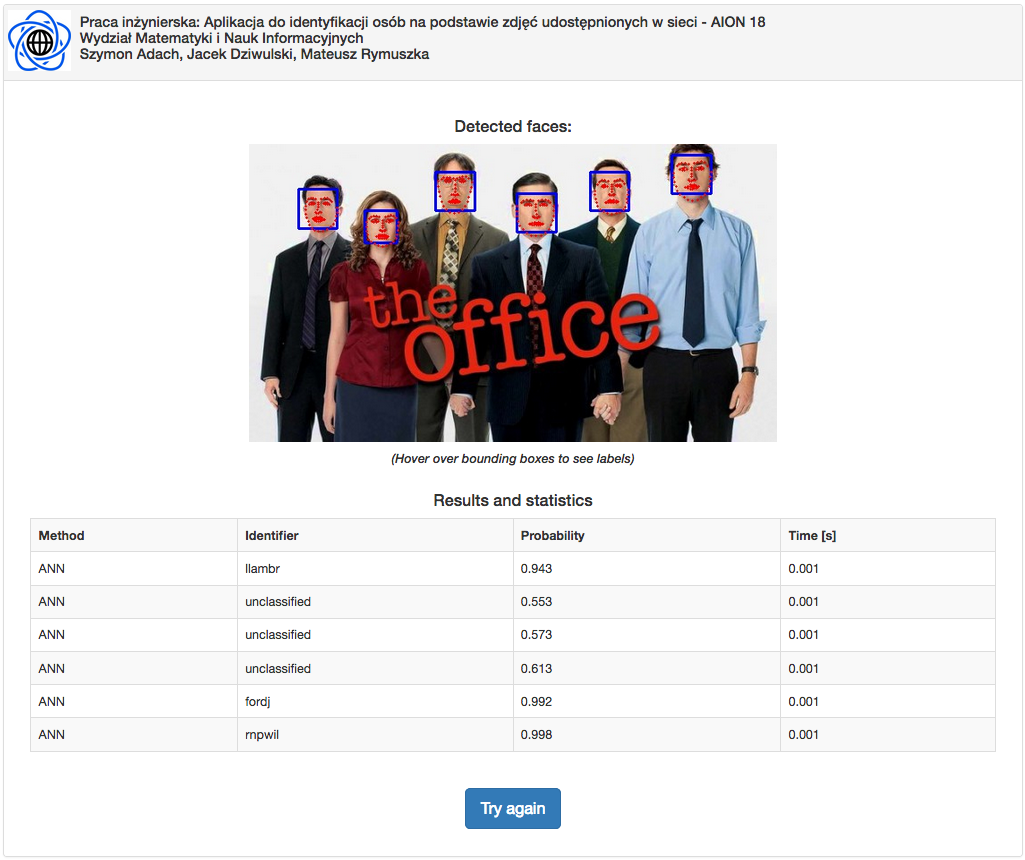 Praca inżynierska: Aplikacja do identyfikacji osób na podstawie zdjęć udostępnionych w sieci - AION 18
Wydział Matematyki i Nauk Informacyjnych
Szymon Adach, Jacek Dziwulski, Mateusz Rymuszka
Detected faces:
the
office
(Hover over bounding boxes to see labels)
Results and statistics
Method Identifier Probability Time [s]
ANN llambr 0.943 0.001
ANN unclassified 0.553 0.001
ANN unclassified 0.573 0.001
ANN unclassified 0.613 0.001
ANN fordj 0.992 0.001
ANN rnpwil 0.998 0.001
Try again